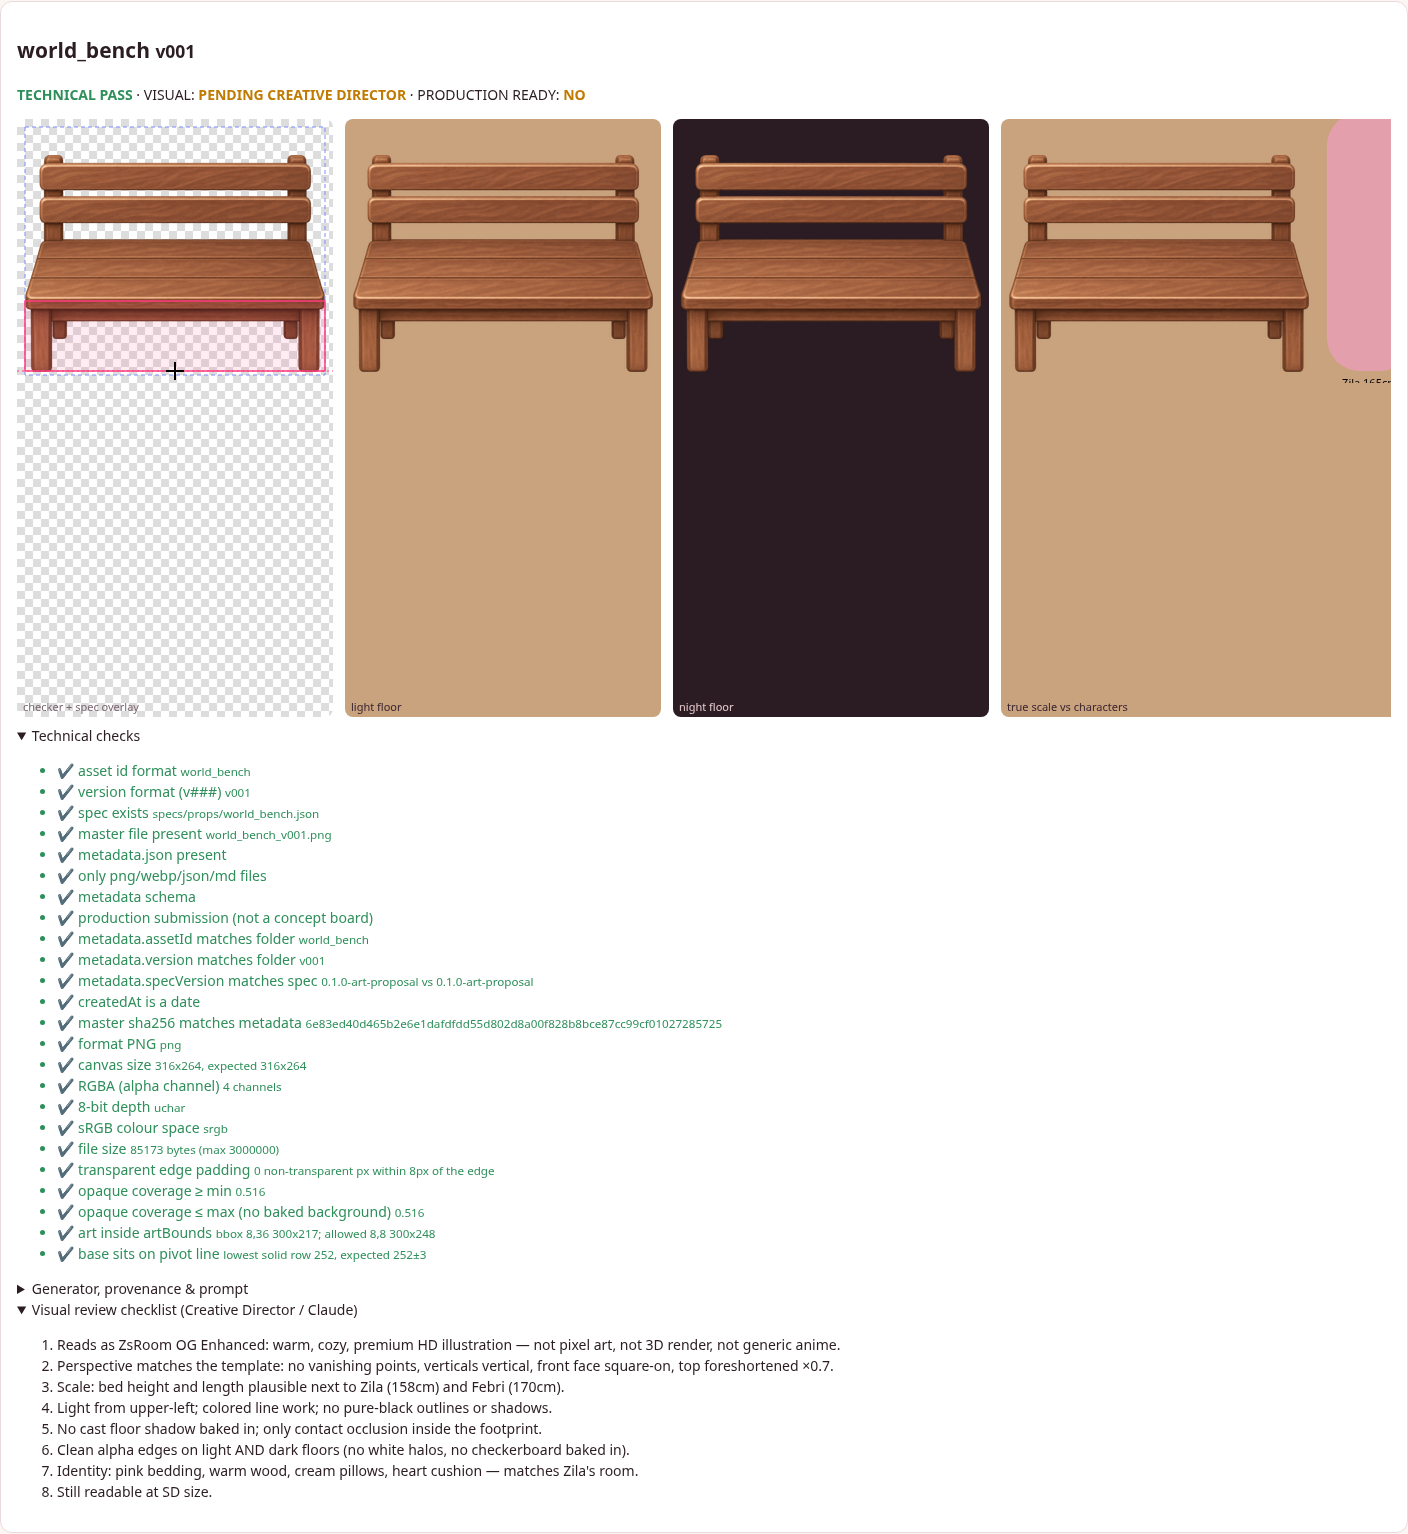 world_bench v001
TECHNICAL PASS · VISUAL: PENDING CREATIVE DIRECTOR · PRODUCTION READY: NO
Zila 165cm
checker + spec overlay
light floor
night floor
true scale vs characters
▼ Technical checks
• ✔ asset id format world_bench
• ✔ version format (v###) v001
• ✔ spec exists specs/props/world_bench.json
• ✔ master file present world_bench_v001.png
• ✔ metadata.json present
• ✔ only png/webp/json/md files
• ✔ metadata schema
• ✔ production submission (not a concept board)
• ✔ metadata.assetId matches folder world_bench
• ✔ metadata.version matches folder v001
• ✔ metadata.specVersion matches spec 0.1.0-art-proposal vs 0.1.0-art-proposal
• ✔ createdAt is a date
• ✔ master sha256 matches metadata 6e83ed40d465b2e6e1dafdfdd55d802d8a00f828b8bce87cc99cf01027285725
• ✔ format PNG png
• ✔ canvas size 316x264, expected 316x264
• ✔ RGBA (alpha channel) 4 channels
• ✔ 8-bit depth uchar
• ✔ sRGB colour space srgb
• ✔ file size 85173 bytes (max 3000000)
• ✔ transparent edge padding 0 non-transparent px within 8px of the edge
• ✔ opaque coverage ≥ min 0.516
• ✔ opaque coverage ≤ max (no baked background) 0.516
• ✔ art inside artBounds bbox 8,36 300x217; allowed 8,8 300x248
• ✔ base sits on pivot line lowest solid row 252, expected 252±3
▶ Generator, provenance & prompt
▼ Visual review checklist (Creative Director / Claude)
1. Reads as ZsRoom OG Enhanced: warm, cozy, premium HD illustration — not pixel art, not 3D render, not generic anime.
2. Perspective matches the template: no vanishing points, verticals vertical, front face square-on, top foreshortened ×0.7.
3. Scale: bed height and length plausible next to Zila (158cm) and Febri (170cm).
4. Light from upper-left; colored line work; no pure-black outlines or shadows.
5. No cast floor shadow baked in; only contact occlusion inside the footprint.
6. Clean alpha edges on light AND dark floors (no white halos, no checkerboard baked in).
7. Identity: pink bedding, warm wood, cream pillows, heart cushion — matches Zila's room.
8. Still readable at SD size.